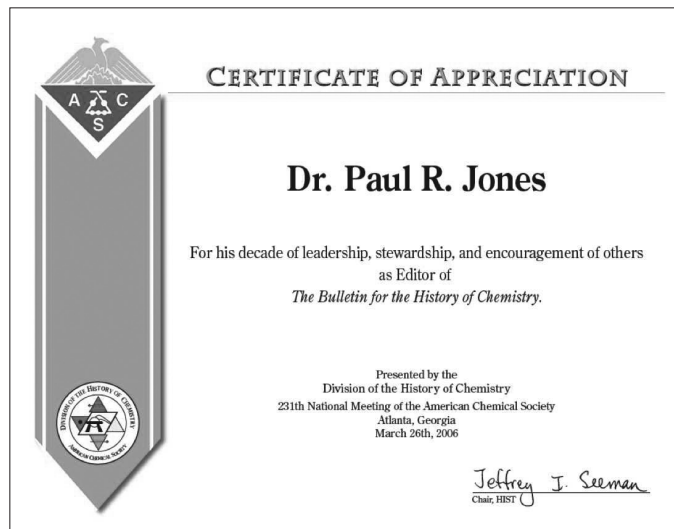 A C
S
CERTIFICATE OF APPRECIATION
Dr. Paul R. Jones
For his decade of leadership, stewardship, and encouragement of others
as Editor of
The Bulletin for the History of Chemistry.
Presented by the
Division of the History of Chemistry
231th National Meeting of the American Chemical Society
Atlanta, Georgia
March 26th, 2006
DIVISION OF THE HISTORY OF CHEMISTRY
AMERICAN CHEMICAL SOCIETY
Jeffrey I. Seeman
Chair, HIST